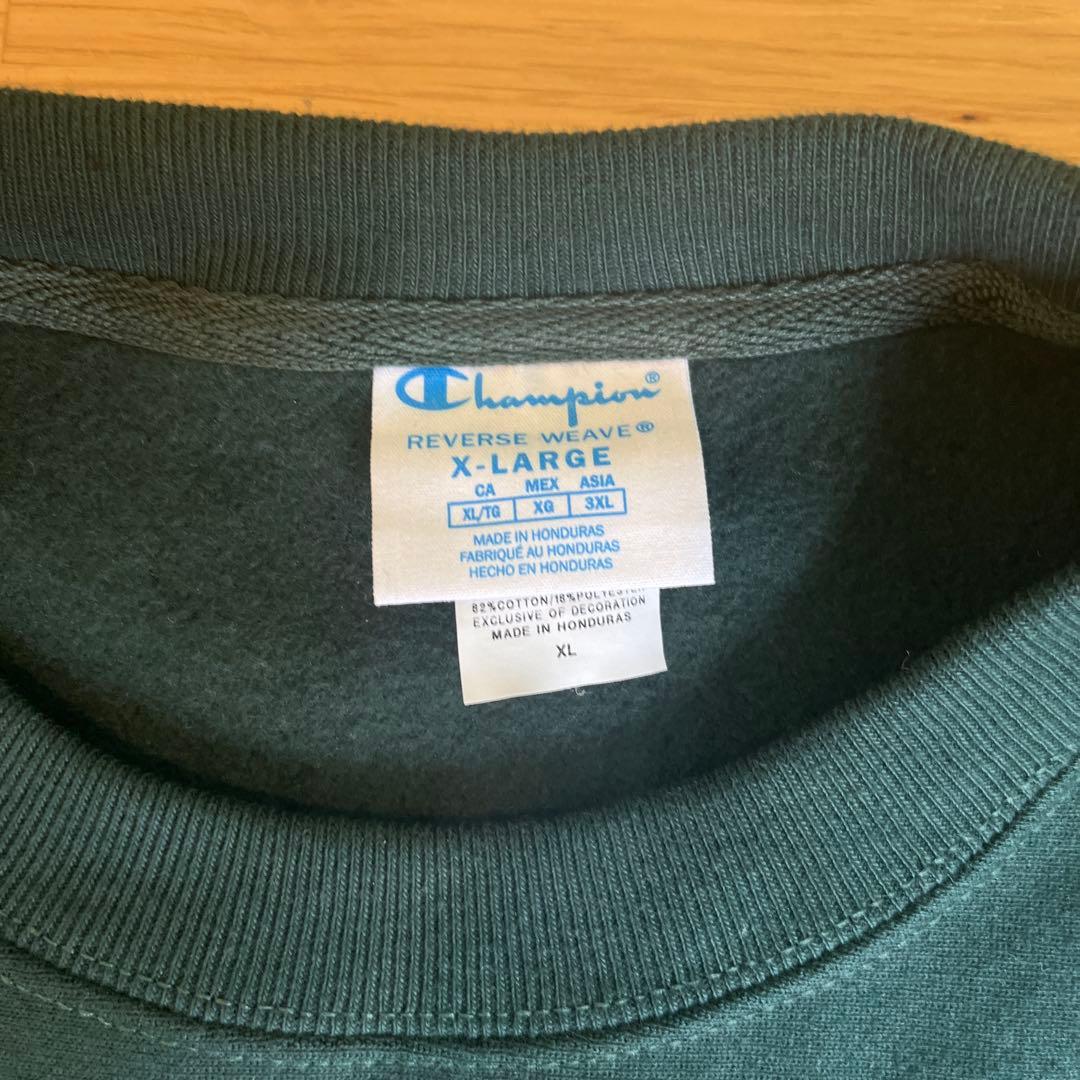 Champion®
REVERSE WEAVE®
X-LARGE
CA MEX ASIA
XL/TG XG 3XL
MADE IN HONDURAS
FABRIQUÉ AU HONDURAS
HECHO EN HONDURAS
82%COTTON/18%POLYESTER
EXCLUSIVE OF DECORATION
MADE IN HONDURAS
XL